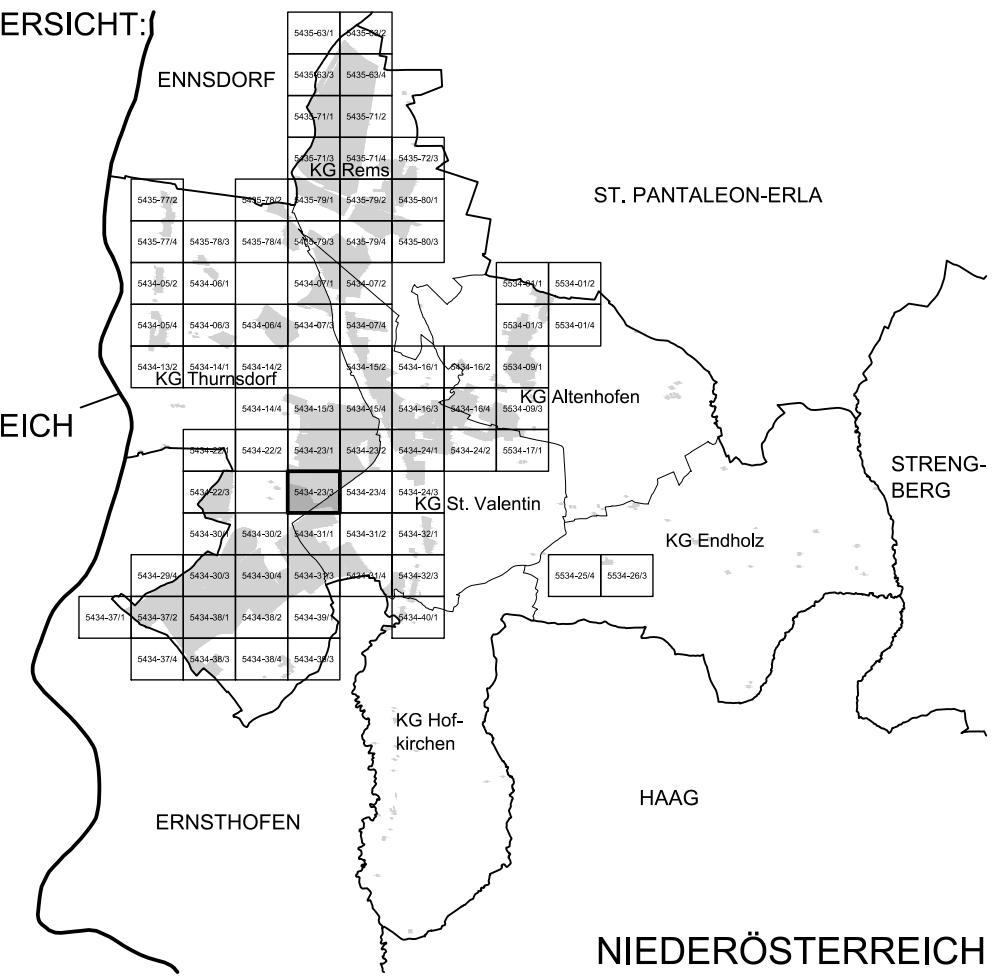 ERSICHT:
5435-63/1 5435-63/2
ENNSDORF
5435-63/3 5435-63/4
5435-71/1 5435-71/2
5435-71/3 5435-71/4 5435-72/3
KG Rems
ST. PANTALEON-ERLA
5435-77/2 5435-78/2 5435-79/1 5435-79/2 5435-80/1
5435-77/4 5435-78/3 5435-78/4 5435-79/3 5435-79/4 5435-80/3
5434-05/2 5434-06/1 5434-07/1 5434-07/2 5534-01/1 5534-01/2
5434-05/4 5434-06/3 5434-06/4 5434-07/3 5434-07/4 5534-01/3 5534-01/4
5434-13/2 5434-14/1 5434-14/2 5434-15/2 5434-16/1 5434-16/2 5534-09/1
KG Thurnsdorf
KG Altenhofen
5434-14/4 5434-15/3 5434-15/4 5434-16/3 5434-16/4 5534-09/3
EICH
5434-22/1 5434-22/2 5434-23/1 5434-23/2 5434-24/1 5434-24/2 5534-17/1
STRENG-
BERG
5434-22/3 5434-23/3 5434-23/4 5434-24/3
KG St. Valentin
5434-30/1 5434-30/2 5434-31/1 5434-31/2 5434-32/1
KG Endholz
5434-29/4 5434-30/3 5434-30/4 5434-31/3 5434-31/4 5434-32/3 5534-25/4 5534-26/3
5434-37/1 5434-37/2 5434-38/1 5434-38/2 5434-39/1 5434-40/1
5434-37/4 5434-38/3 5434-38/4 5434-39/3
KG Hof-
kirchen
HAAG
ERNSTHOFEN
NIEDERÖSTERREICH